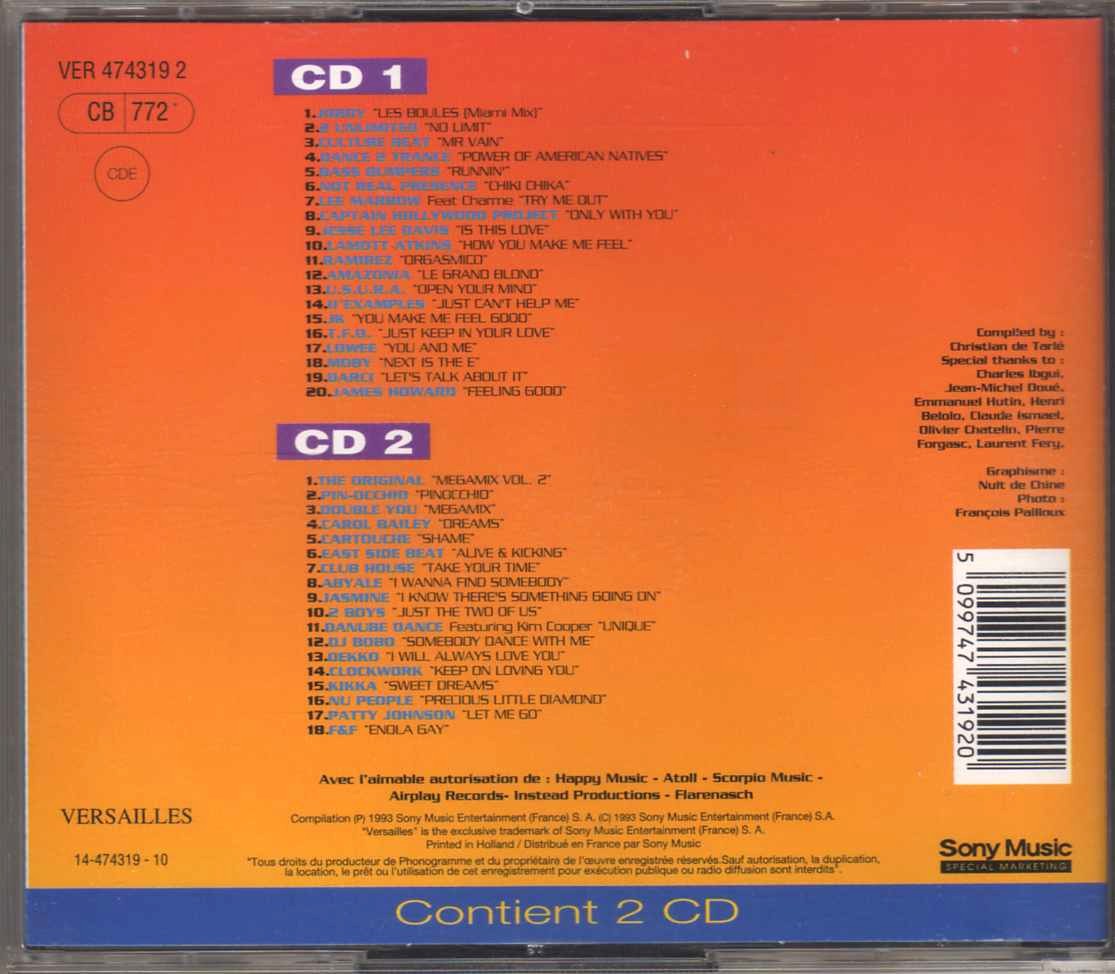 VER 474319 2
CB 772
CDE
CD 1
1.JORDY "LES BOULES (Miami Mix)"
2.2 UNLIMITED "NO LIMIT"
3.CULTURE BEAT "MR VAIN"
4.DANCE 2 TRANCE "POWER OF AMERICAN NATIVES"
5.BASS BUMPERS "RUNNIN'"
6.NOT REAL PRESENCE "CHIKI CHIKA"
7.LEE MARROW Feat Charme "TRY ME OUT"
8.CAPTAIN HOLLYWOOD PROJECT "ONLY WITH YOU"
9.JESSE LEE DAVIS "IS THIS LOVE"
10.LAMOTT ATKINS "HOW YOU MAKE ME FEEL"
11.RAMIREZ "ORGASMICO"
12.AMAZONIA "LE GRAND BLOND"
13.U.S.U.R.A. "OPEN YOUR MIND"
14.D'EXAMPLES "JUST CAN'T HELP ME"
15.JK "YOU MAKE ME FEEL GOOD"
16.T.F.O. "JUST KEEP IN YOUR LOVE"
17.LOWEE "YOU AND ME"
18.MOBY "NEXT IS THE E"
19.DARCI "LET'S TALK ABOUT IT"
20.JAMES HOWARD "FEELING GOOD"
CD 2
1.THE ORIGINAL "MEGAMIX VOL. 2"
2.PIN-OCCHIO "PINOCCHIO"
3.DOUBLE YOU "MEGAMIX"
4.CAROL BAILEY "DREAMS"
5.CARTOUCHE "SHAME"
6.EAST SIDE BEAT "ALIVE & KICKING"
7.CLUB HOUSE "TAKE YOUR TIME"
8.ABYALE "I WANNA FIND SOMEBODY"
9.JASMINE "I KNOW THERE'S SOMETHING GOING ON"
10.2 BOYS "JUST THE TWO OF US"
11.DANUBE DANCE Featuring Kim Cooper "UNIQUE"
12.DJ BOBO "SOMEBODY DANCE WITH ME"
13.DEKKO "I WILL ALWAYS LOVE YOU"
14.CLOCKWORK "KEEP ON LOVING YOU"
15.KIKKA "SWEET DREAMS"
16.NU PEOPLE "PRECIOUS LITTLE DIAMOND"
17.PATTY JOHNSON "LET ME GO"
18.F&F "ENOLA GAY"
Compiled by :
Christian de Tarlé
Special thanks to :
Charles Ibgui,
Jean-Michel Doué,
Emmanuel Hutin, Henri
Belolo, Claude Ismael,
Olivier Chatelin, Pierre
Forgasc, Laurent Fery,
Graphisme :
Nuit de Chine
Photo :
François Pailloux
5 099747 431920
Avec l'aimable autorisation de : Happy Music - Atoll - Scorpio Music -
Airplay Records- Instead Productions - Flarenasch
VERSAILLES
14-474319 - 10
Compilation (P) 1993 Sony Music Entertainment (France) S. A. (C) 1993 Sony Music Entertainment (France) S.A.
"Versailles" is the exclusive trademark of Sony Music Entertainment (France) S. A.
Printed in Holland / Distribué en France par Sony Music
"Tous droits du producteur de Phonogramme et du propriétaire de l'œuvre enregistrée réservés.Sauf autorisation, la duplication,
la location, le prêt ou l'utilisation de cet enregistrement pour exécution publique ou radio diffusion sont interdits".
Sony Music
SPECIAL MARKETING
Contient 2 CD